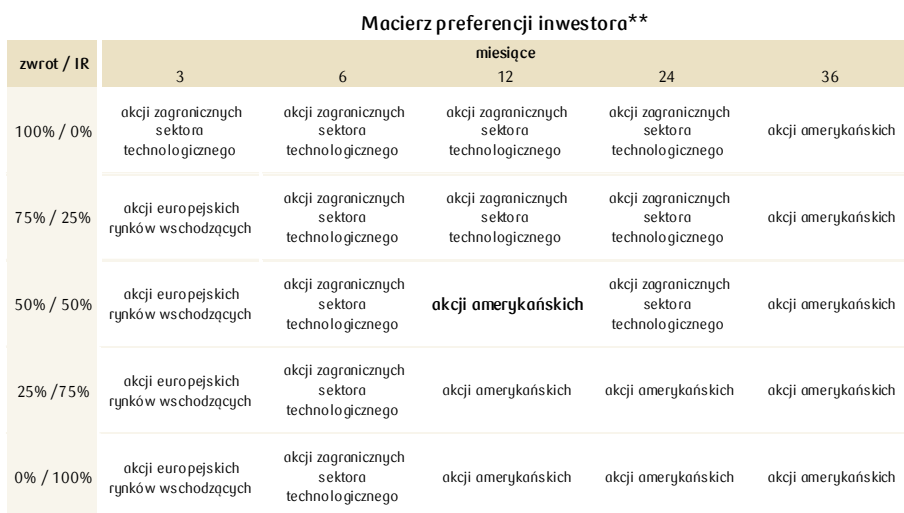 Macierz preferencji inwestora**
zwrot / IR
miesiące
3 6 12 24 36
100% / 0%
akcji zagranicznych
sektora
technologicznego
akcji zagranicznych
sektora
technologicznego
akcji zagranicznych
sektora
technologicznego
akcji zagranicznych
sektora
technologicznego
akcji amerykańskich
75% / 25%
akcji europejskich
rynków wschodzących
akcji zagranicznych
sektora
technologicznego
akcji zagranicznych
sektora
technologicznego
akcji zagranicznych
sektora
technologicznego
akcji amerykańskich
50% / 50%
akcji europejskich
rynków wschodzących
akcji zagranicznych
sektora
technologicznego
akcji amerykańskich
akcji zagranicznych
sektora
technologicznego
akcji amerykańskich
25% /75%
akcji europejskich
rynków wschodzących
akcji zagranicznych
sektora
technologicznego
akcji amerykańskich
akcji amerykańskich
akcji amerykańskich
0% / 100%
akcji europejskich
rynków wschodzących
akcji zagranicznych
sektora
technologicznego
akcji amerykańskich
akcji amerykańskich
akcji amerykańskich